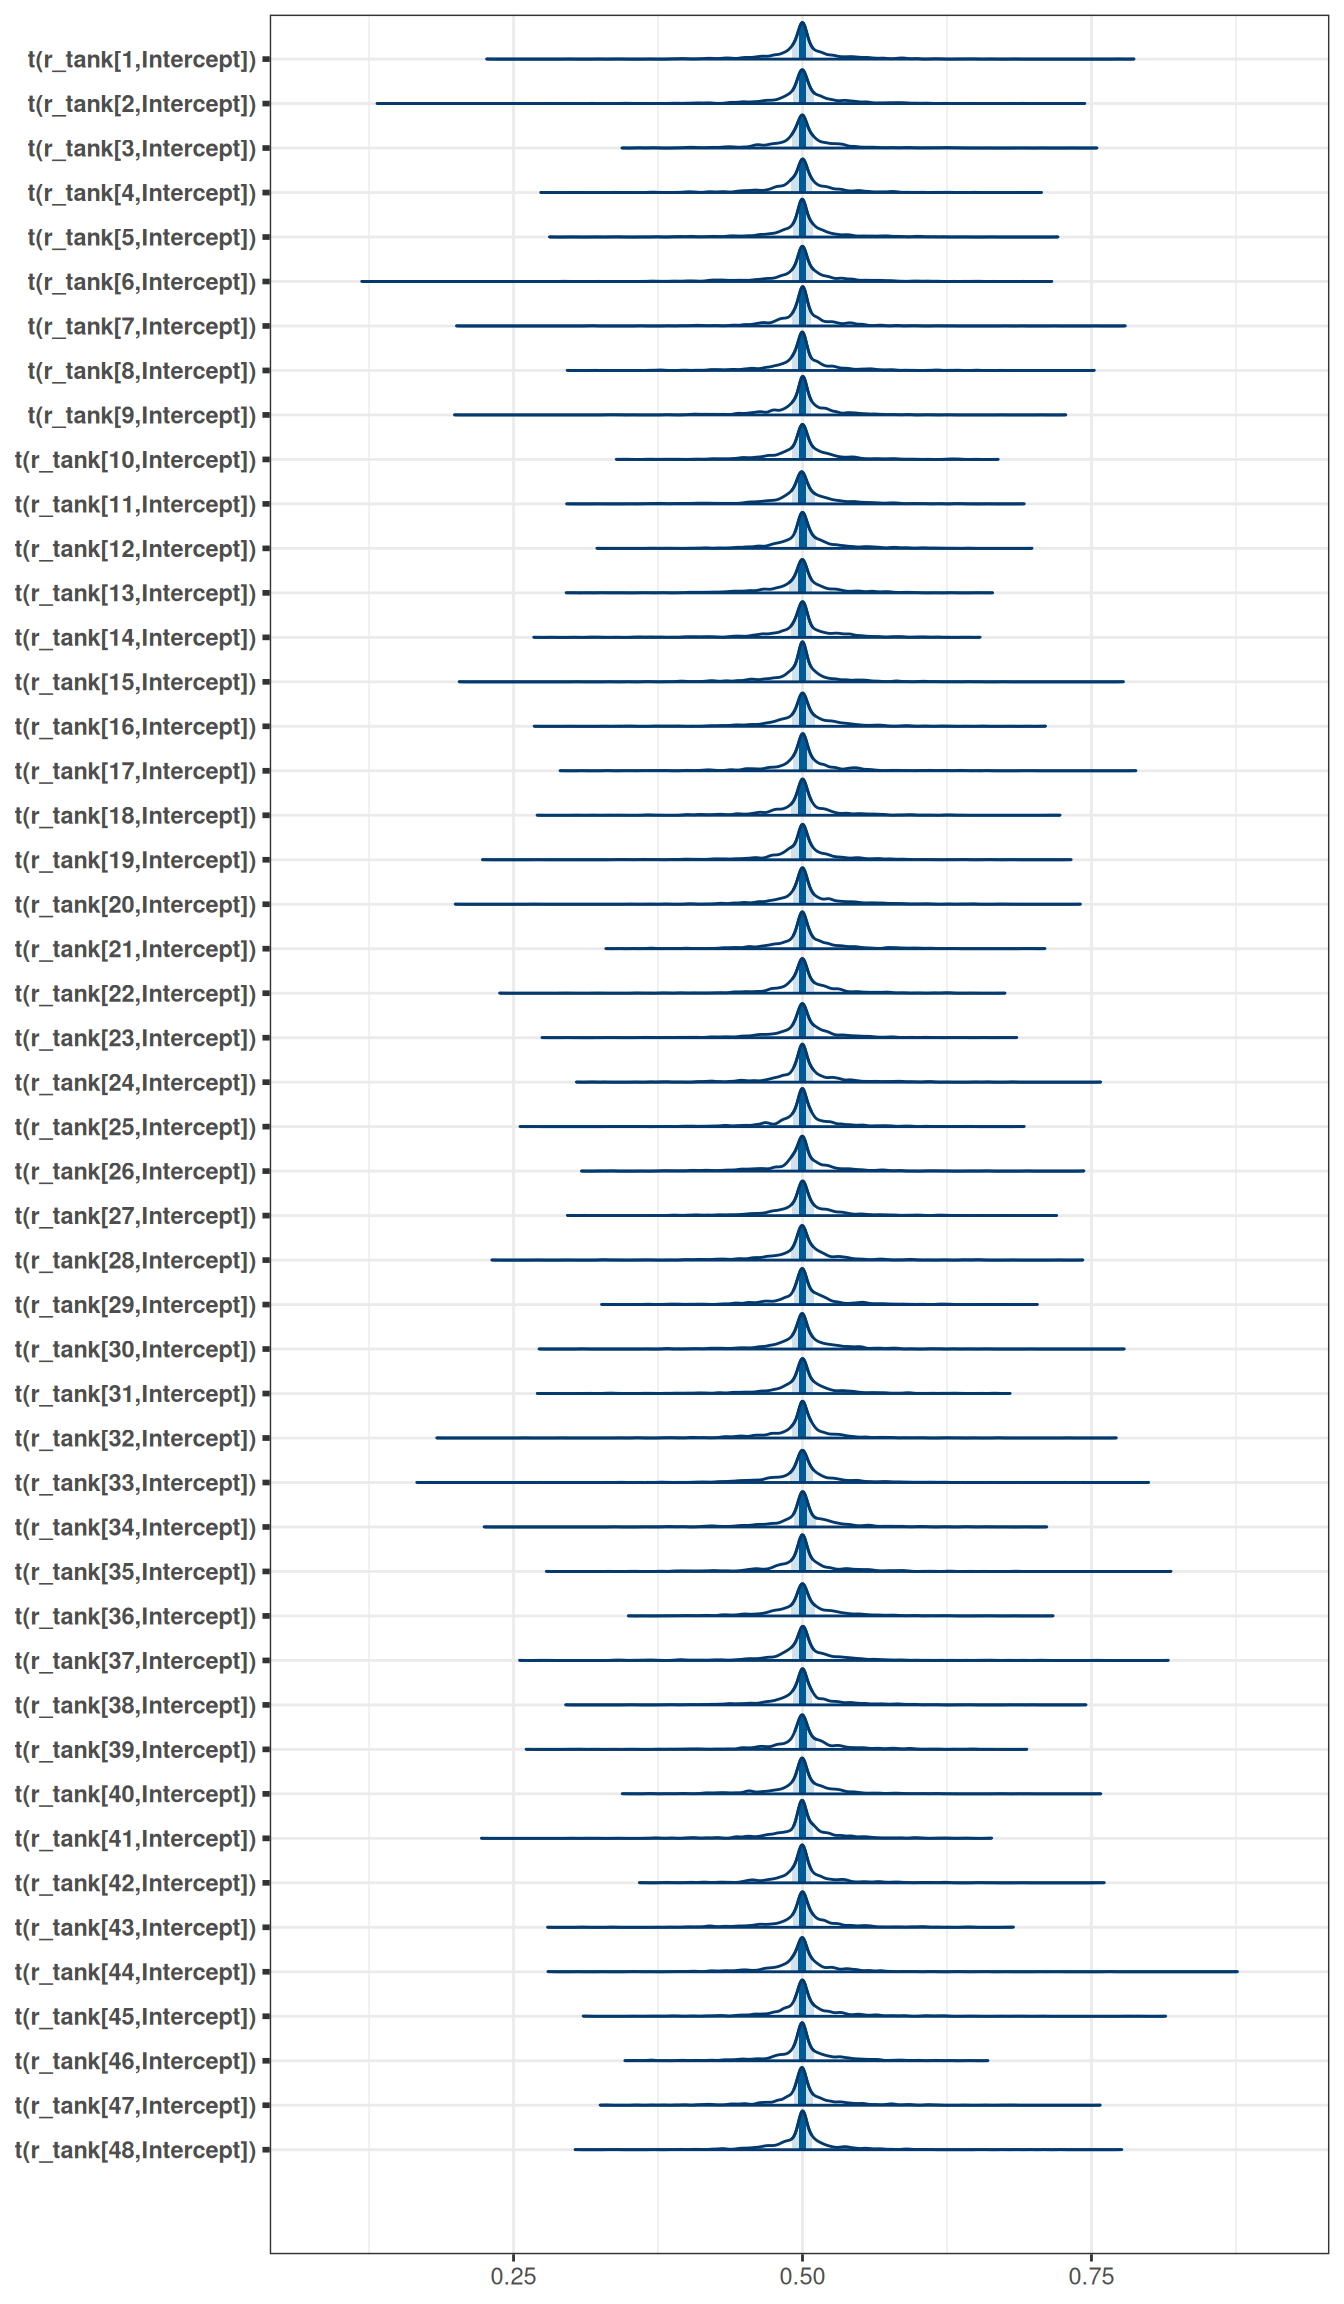 t(r_tank[1,Intercept])
t(r_tank[2,Intercept])
t(r_tank[3,Intercept])
t(r_tank[4,Intercept])
t(r_tank[5,Intercept])
t(r_tank[6,Intercept])
t(r_tank[7,Intercept])
t(r_tank[8,Intercept])
t(r_tank[9,Intercept])
t(r_tank[10,Intercept])
t(r_tank[11,Intercept])
t(r_tank[12,Intercept])
t(r_tank[13,Intercept])
t(r_tank[14,Intercept])
t(r_tank[15,Intercept])
t(r_tank[16,Intercept])
t(r_tank[17,Intercept])
t(r_tank[18,Intercept])
t(r_tank[19,Intercept])
t(r_tank[20,Intercept])
t(r_tank[21,Intercept])
t(r_tank[22,Intercept])
t(r_tank[23,Intercept])
t(r_tank[24,Intercept])
t(r_tank[25,Intercept])
t(r_tank[26,Intercept])
t(r_tank[27,Intercept])
t(r_tank[28,Intercept])
t(r_tank[29,Intercept])
t(r_tank[30,Intercept])
t(r_tank[31,Intercept])
t(r_tank[32,Intercept])
t(r_tank[33,Intercept])
t(r_tank[34,Intercept])
t(r_tank[35,Intercept])
t(r_tank[36,Intercept])
t(r_tank[37,Intercept])
t(r_tank[38,Intercept])
t(r_tank[39,Intercept])
t(r_tank[40,Intercept])
t(r_tank[41,Intercept])
t(r_tank[42,Intercept])
t(r_tank[43,Intercept])
t(r_tank[44,Intercept])
t(r_tank[45,Intercept])
t(r_tank[46,Intercept])
t(r_tank[47,Intercept])
t(r_tank[48,Intercept])
0.25 0.50 0.75